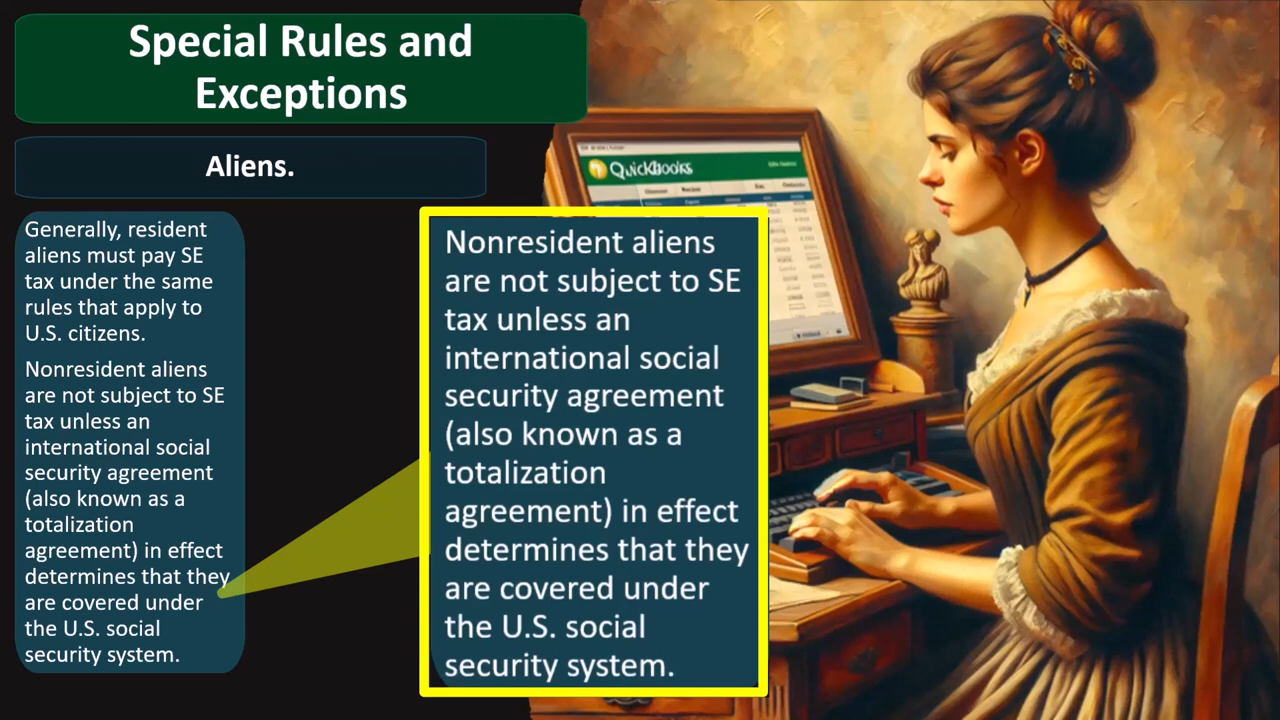 Special Rules and
Exceptions
Aliens.
Generally, resident
aliens must pay SE
tax under the same
rules that apply to
U.S. citizens.
Nonresident aliens
are not subject to SE
tax unless an
international social
security agreement
(also known as a
totalization
agreement) in effect
determines that they
are covered under
the U.S. social
security system.
Nonresident aliens
are not subject to SE
tax unless an
international social
security agreement
(also known as a
totalization
agreement) in effect
determines that they
are covered under
the U.S. social
security system.
QuickBooks